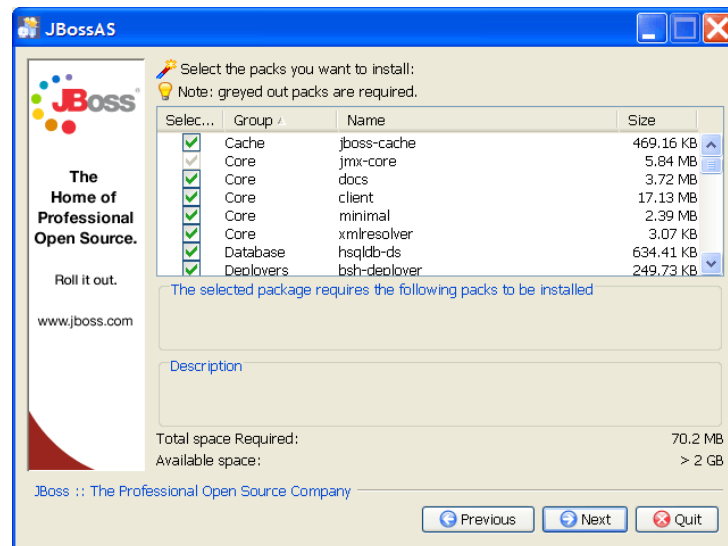 JBossAS
JBoss
The
Home of
Professional
Open Source.
Roll it out.
www.jboss.com
Select the packs you want to install:
Note: greyed out packs are required.
Selec... Group Name Size
Cache jboss-cache 469.16 KB
Core jmx-core 5.84 MB
Core docs 3.72 MB
Core client 17.13 MB
Core minimal 2.39 MB
Core xmlresolver 3.07 KB
Database hsqldb-ds 634.41 KB
Deployers bsh-deployer 249.73 KB
The selected package requires the following packs to be installed
Description
Total space Required: 70.2 MB
Available space: > 2 GB
JBoss :: The Professional Open Source Company
Previous Next Quit